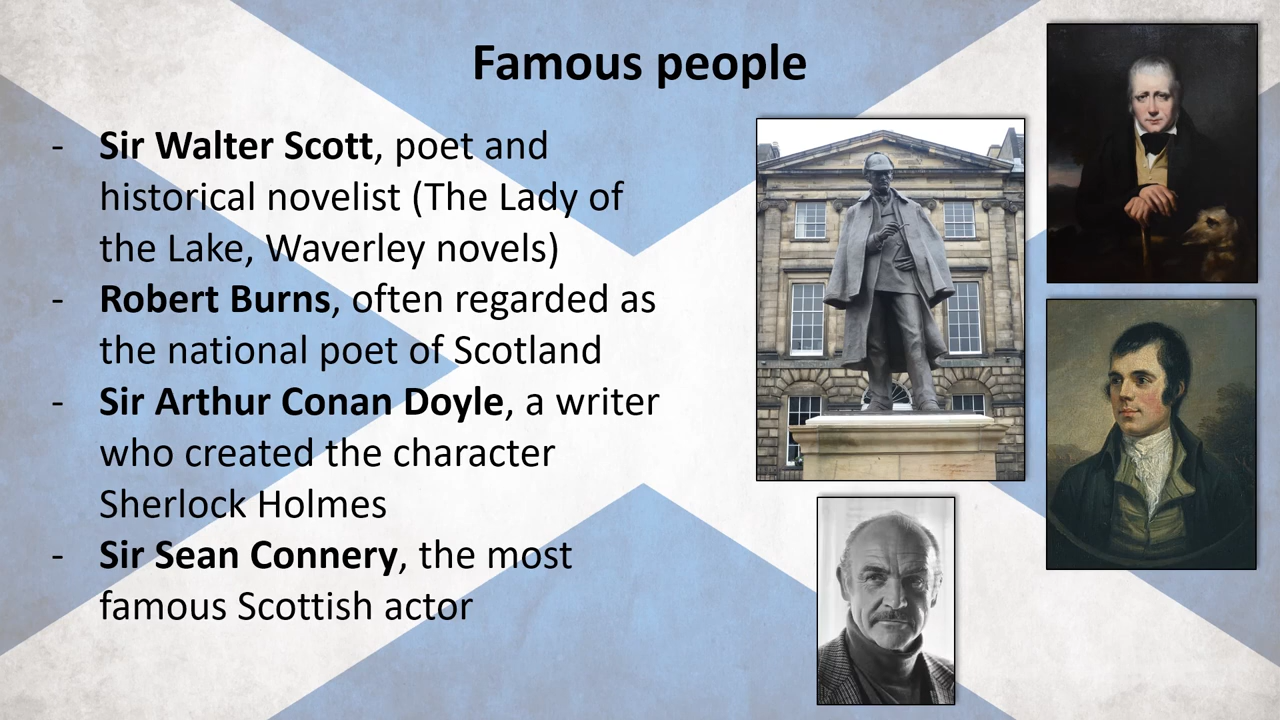 Famous people
- Sir Walter Scott, poet and
historical novelist (The Lady of
the Lake, Waverley novels)
- Robert Burns, often regarded as
the national poet of Scotland
- Sir Arthur Conan Doyle, a writer
who created the character
Sherlock Holmes
- Sir Sean Connery, the most
famous Scottish actor